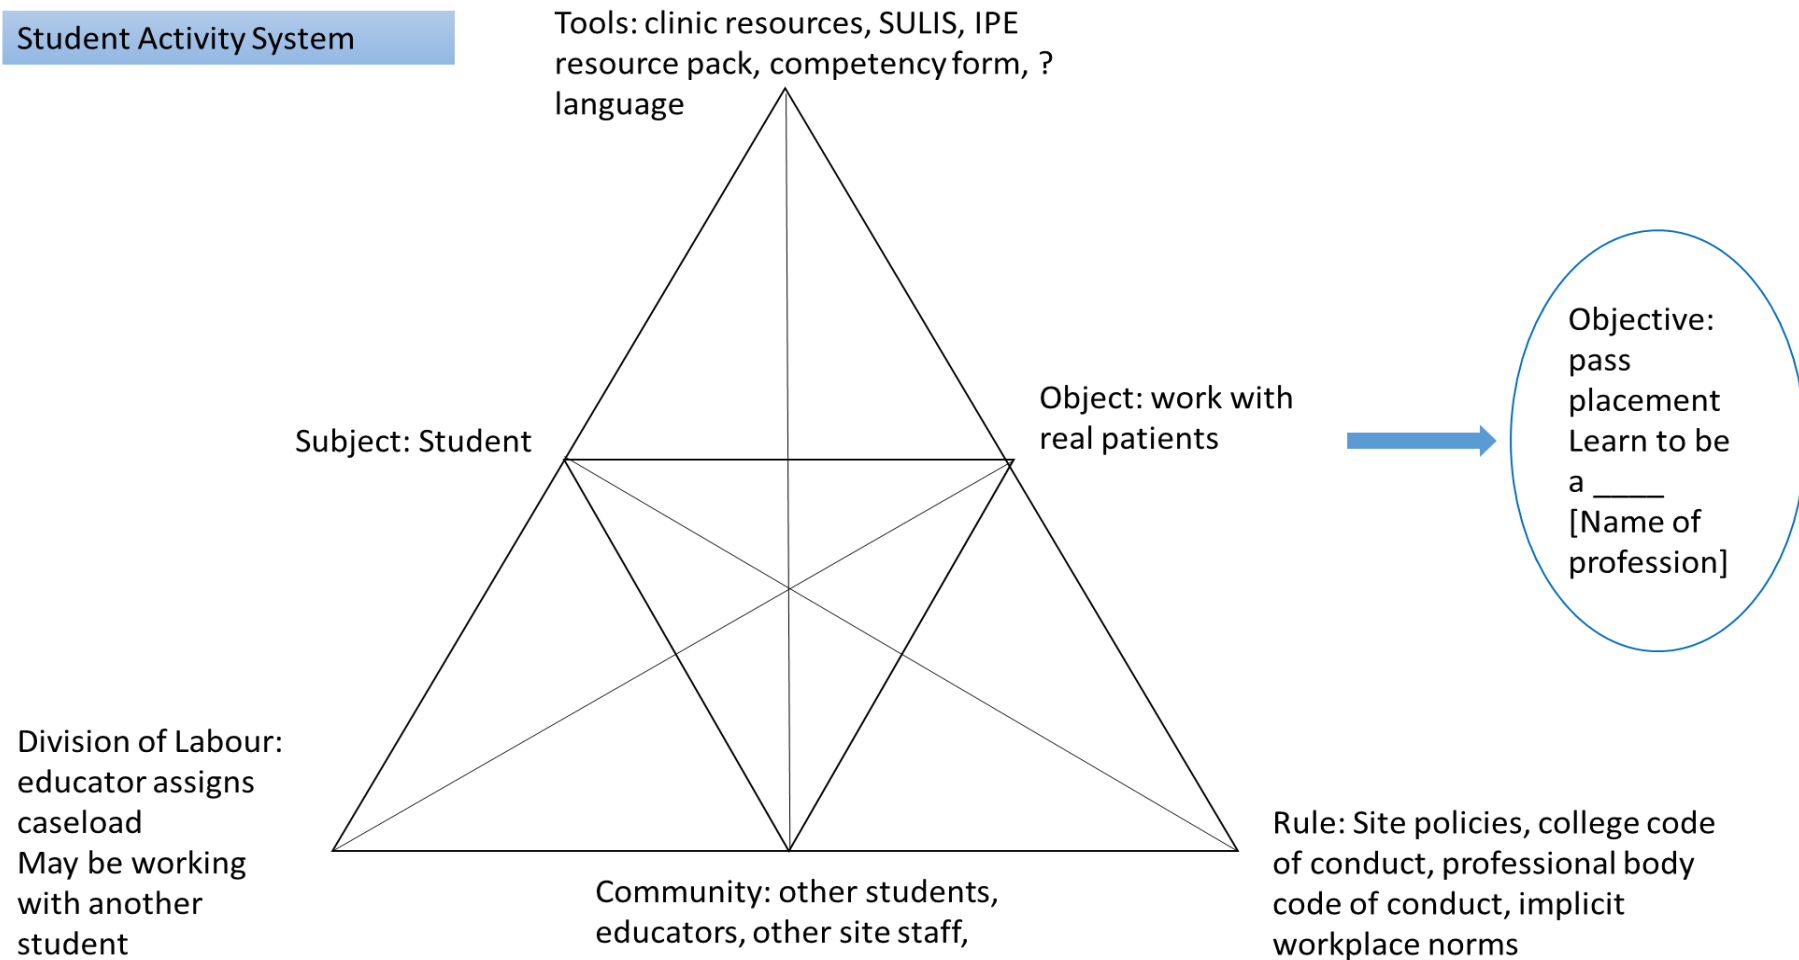 Student Activity System
Tools: clinic resources, SULIS, IPE
resource pack, competency form, ?
language
Subject: Student
Object: work with
real patients
Objective:
pass
placement
Learn to be
a ____
[Name of
profession]
Division of Labour:
educator assigns
caseload
May be working
with another
student
Community: other students,
educators, other site staff,
Rule: Site policies, college code
of conduct, professional body
code of conduct, implicit
workplace norms